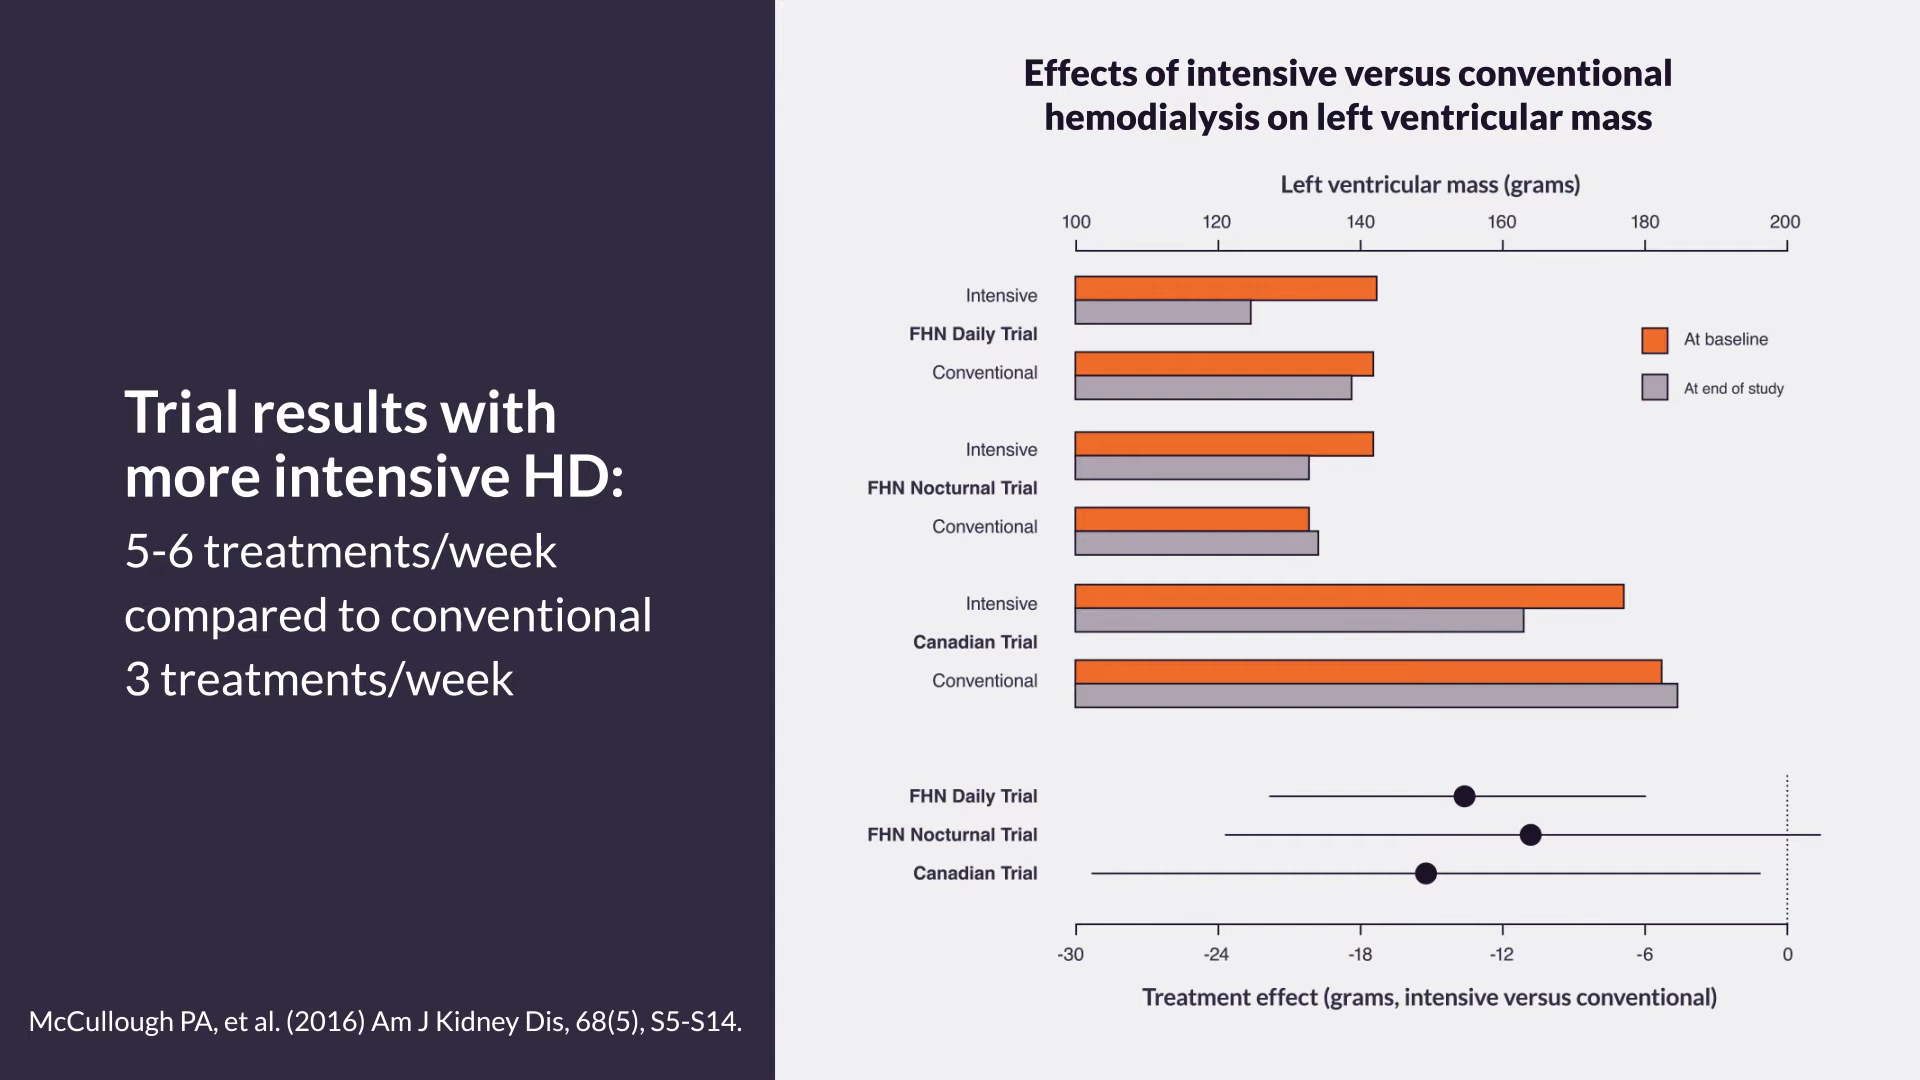 Trial results with
more intensive HD:
5-6 treatments/week
compared to conventional
3 treatments/week
McCullough PA, et al. (2016) Am J Kidney Dis, 68(5), S5-S14.
Effects of intensive versus conventional
hemodialysis on left ventricular mass
Left ventricular mass (grams)
100 120 140 160 180 200
Intensive
FHN Daily Trial
Conventional
At baseline
At end of study
Intensive
FHN Nocturnal Trial
Conventional
Intensive
Canadian Trial
Conventional
FHN Daily Trial
FHN Nocturnal Trial
Canadian Trial
-30 -24 -18 -12 -6 0
Treatment effect (grams, intensive versus conventional)